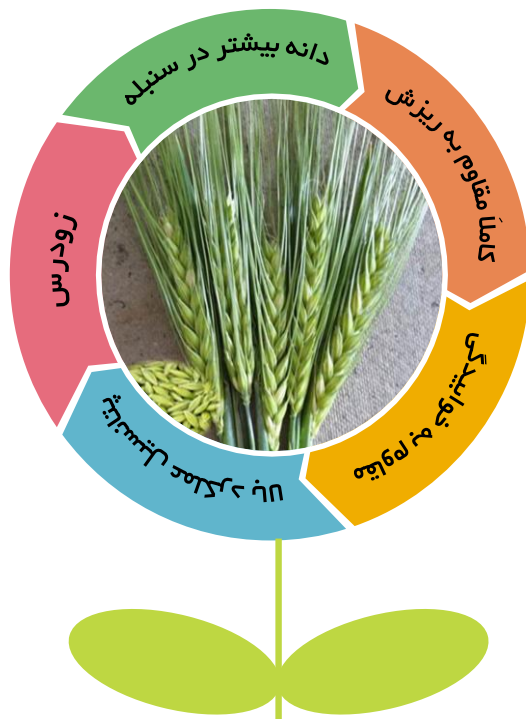 دانه بیشتر در سنبله
کاملاً مقاوم به ریزش
مقاوم به خوابیدگی
پتانسیل عملکرد بالا
زودرس